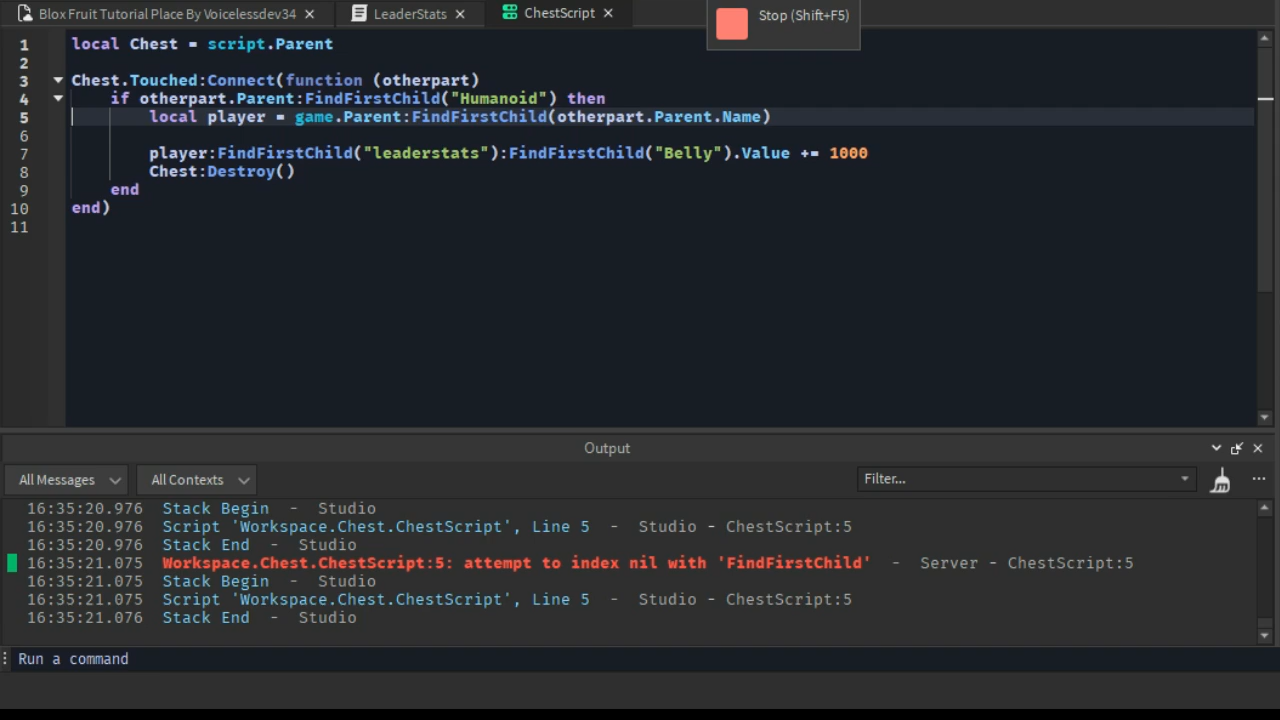 Blox Fruit Tutorial Place By Voicelessdev34 × LeaderStats × ChestScript × Stop (Shift+F5)
1 local Chest = script.Parent
2
3 Chest.Touched:Connect(function (otherpart)
4 if otherpart.Parent:FindFirstChild("Humanoid") then
5 local player = game.Parent:FindFirstChild(otherpart.Parent.Name)
6
7 player:FindFirstChild("leaderstats"):FindFirstChild("Belly").Value += 1000
8 Chest:Destroy()
9 end
10 end)
11
Output
All Messages All Contexts Filter... ...
16:35:20.976 Stack Begin - Studio
16:35:20.976 Script 'Workspace.Chest.ChestScript', Line 5 - Studio - ChestScript:5
16:35:20.976 Stack End - Studio
16:35:21.075 Workspace.Chest.ChestScript:5: attempt to index nil with 'FindFirstChild' - Server - ChestScript:5
16:35:21.075 Stack Begin - Studio
16:35:21.075 Script 'Workspace.Chest.ChestScript', Line 5 - Studio - ChestScript:5
16:35:21.076 Stack End - Studio
Run a command